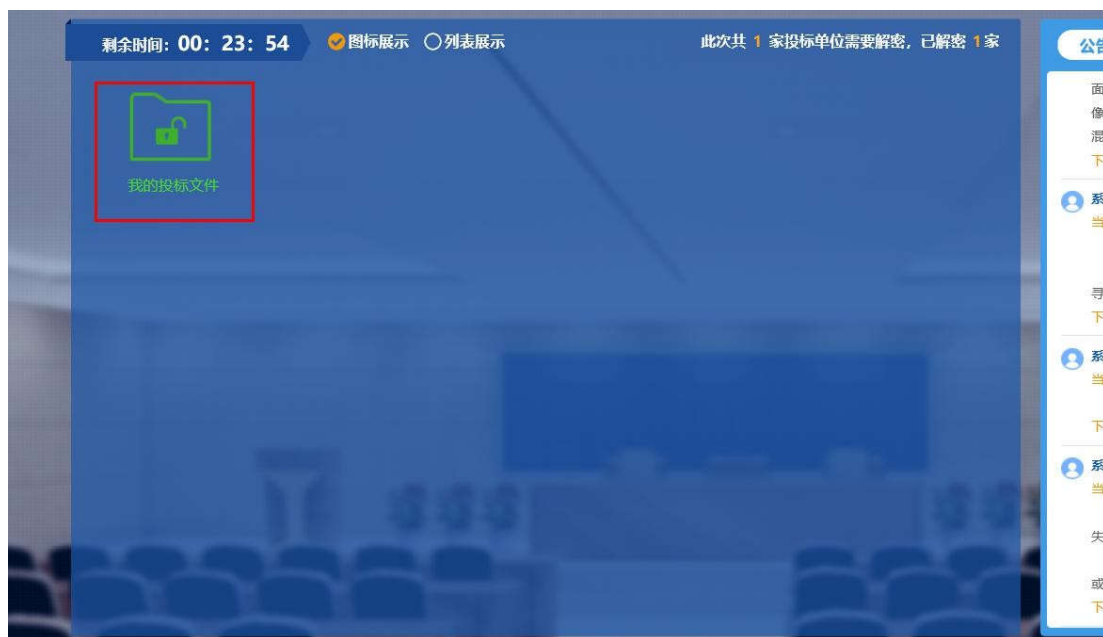 剩余时间：00：23：54
图标展示 列表展示
此次共 1 家投标单位需要解密，已解密 1 家
我的投标文件
公告
面
像
混
下
系
当
寻
下
系
当
下
系
当
失
或
下